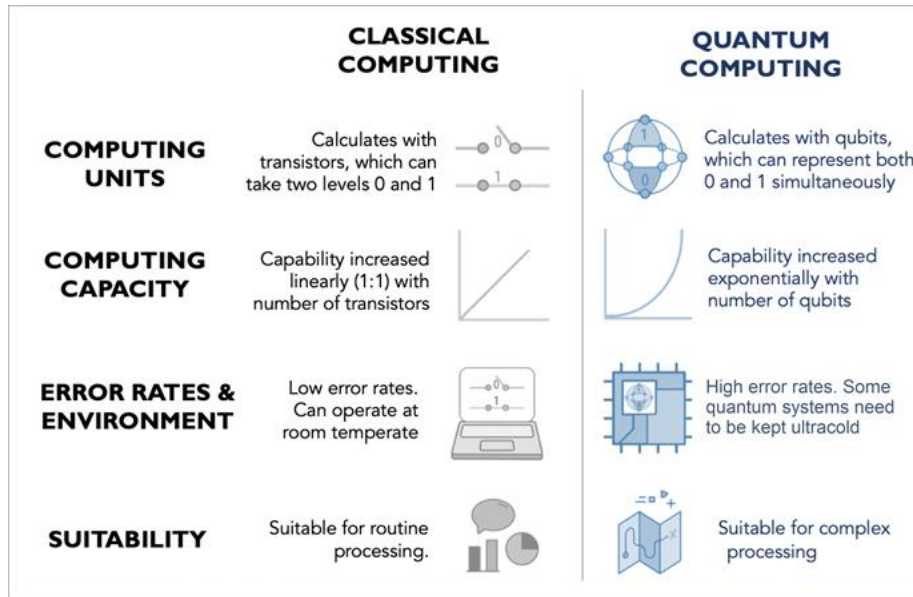 CLASSICAL
COMPUTING
QUANTUM
COMPUTING
COMPUTING
UNITS
Calculates with
transistors, which can
take two levels 0 and 1
0
1
1
0
Calculates with qubits,
which can represent both
0 and 1 simultaneously
COMPUTING
CAPACITY
Capability increased
linearly (1:1) with
number of transistors
Capability increased
exponentially with
number of qubits
ERROR RATES &
ENVIRONMENT
Low error rates.
Can operate at
room temperate
0
1
High error rates. Some
quantum systems need
to be kept ultracold
SUITABILITY
Suitable for routine
processing.
Suitable for complex
processing